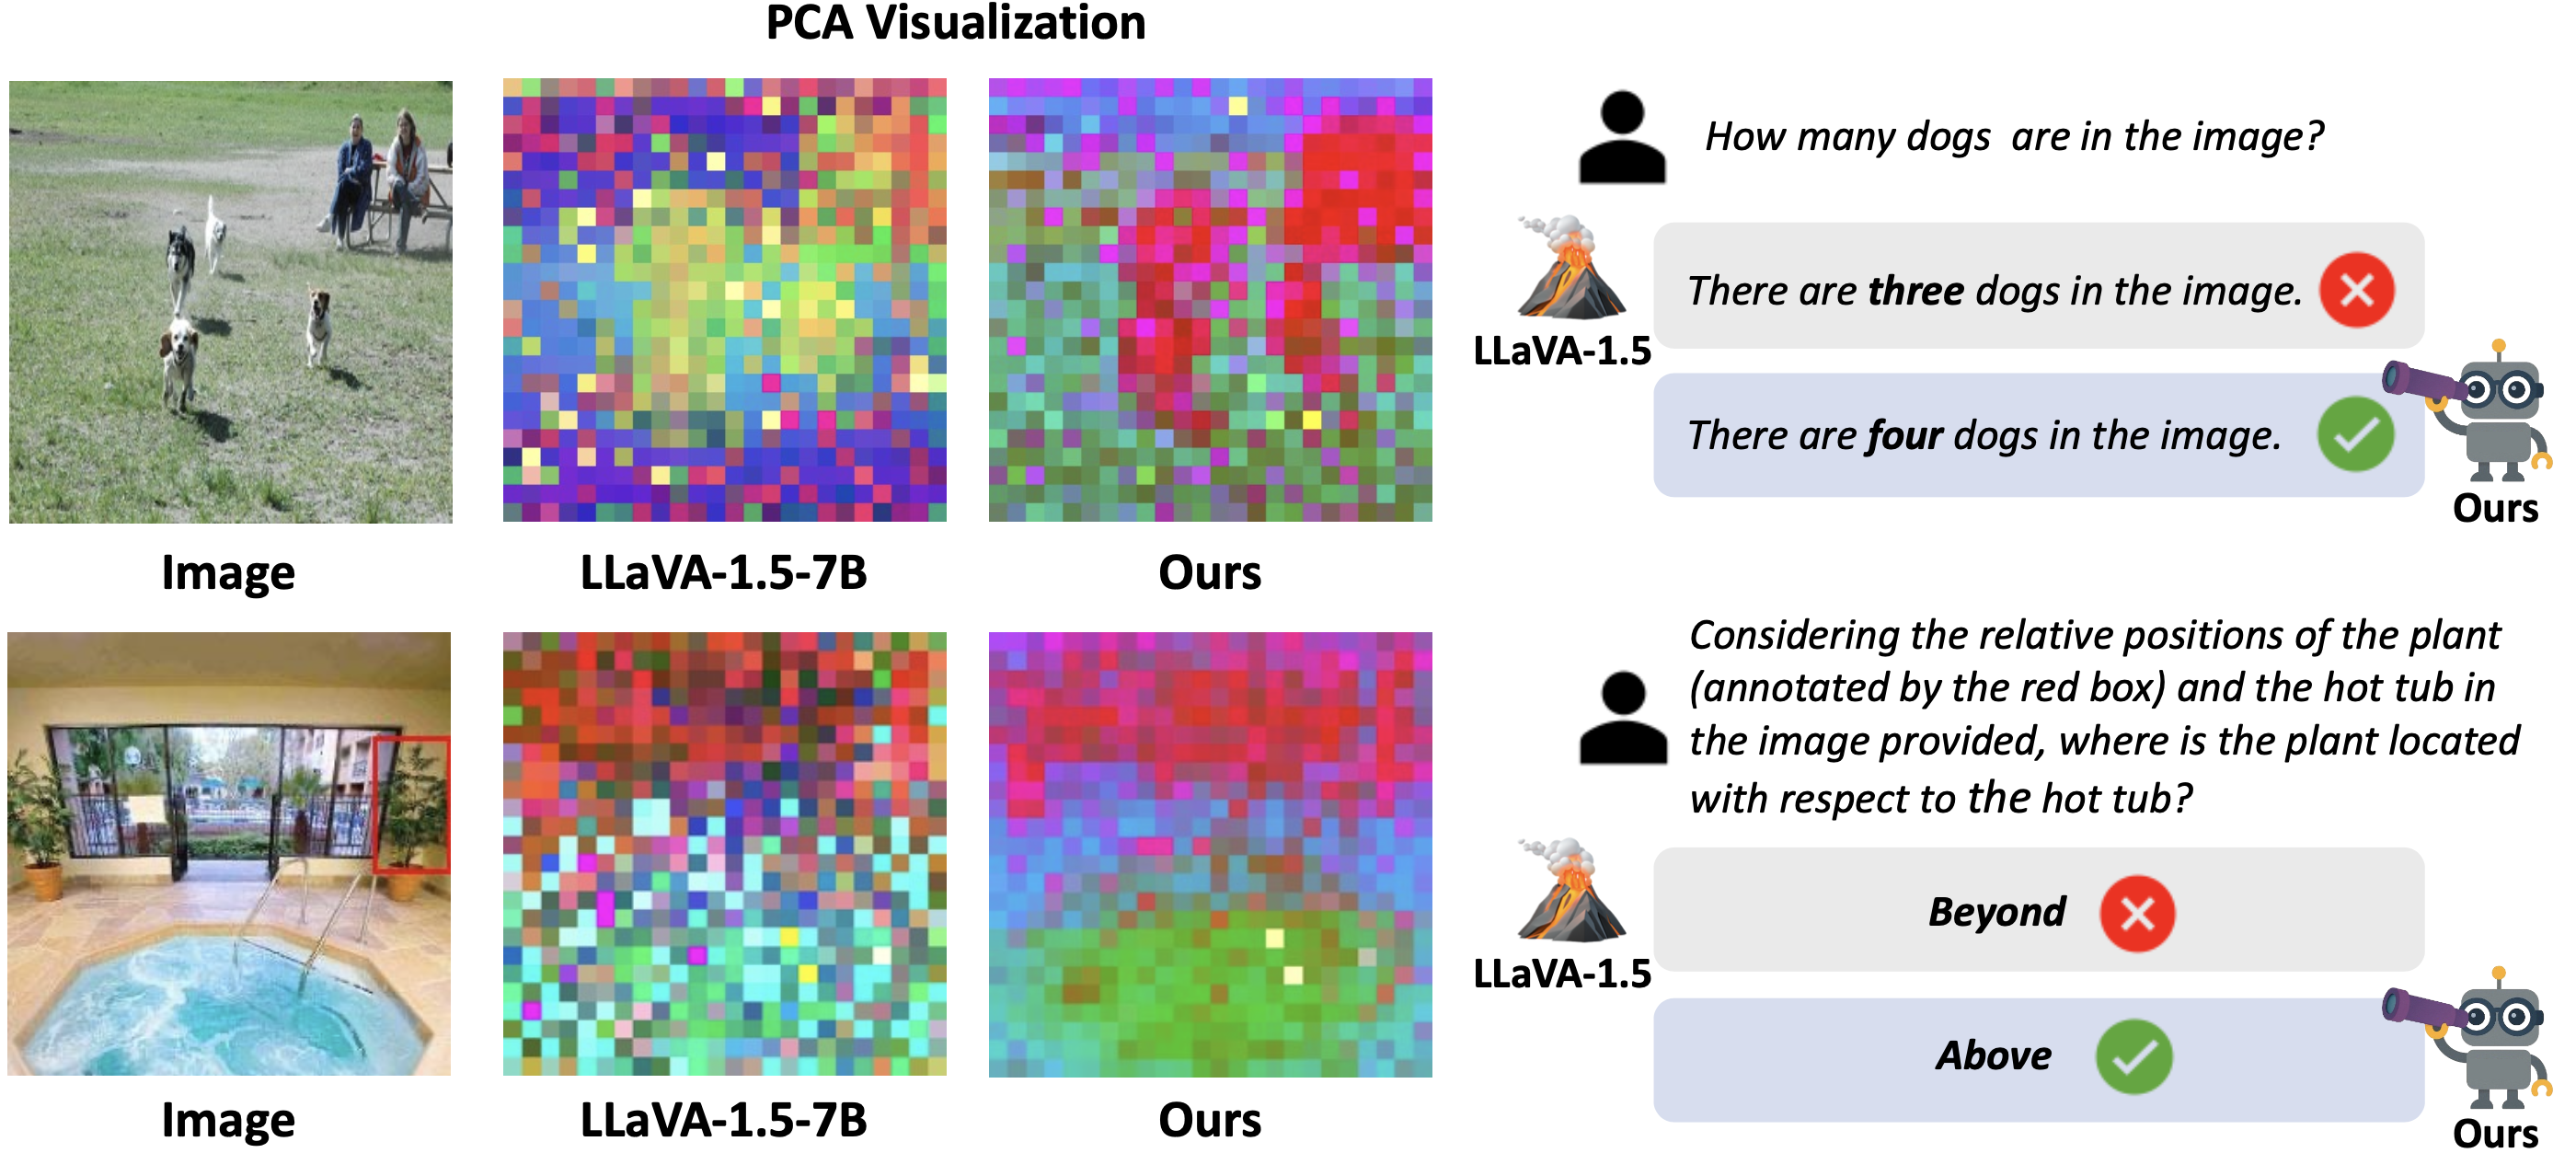 PCA Visualization
How many dogs are in the image?
There are three dogs in the image.
LLaVA-1.5
There are four dogs in the image.
Ours
Image
LLaVA-1.5-7B
Ours
Considering the relative positions of the plant
(annotated by the red box) and the hot tub in
the image provided, where is the plant located
with respect to the hot tub?
Beyond
LLaVA-1.5
Above
Ours
Image
LLaVA-1.5-7B
Ours